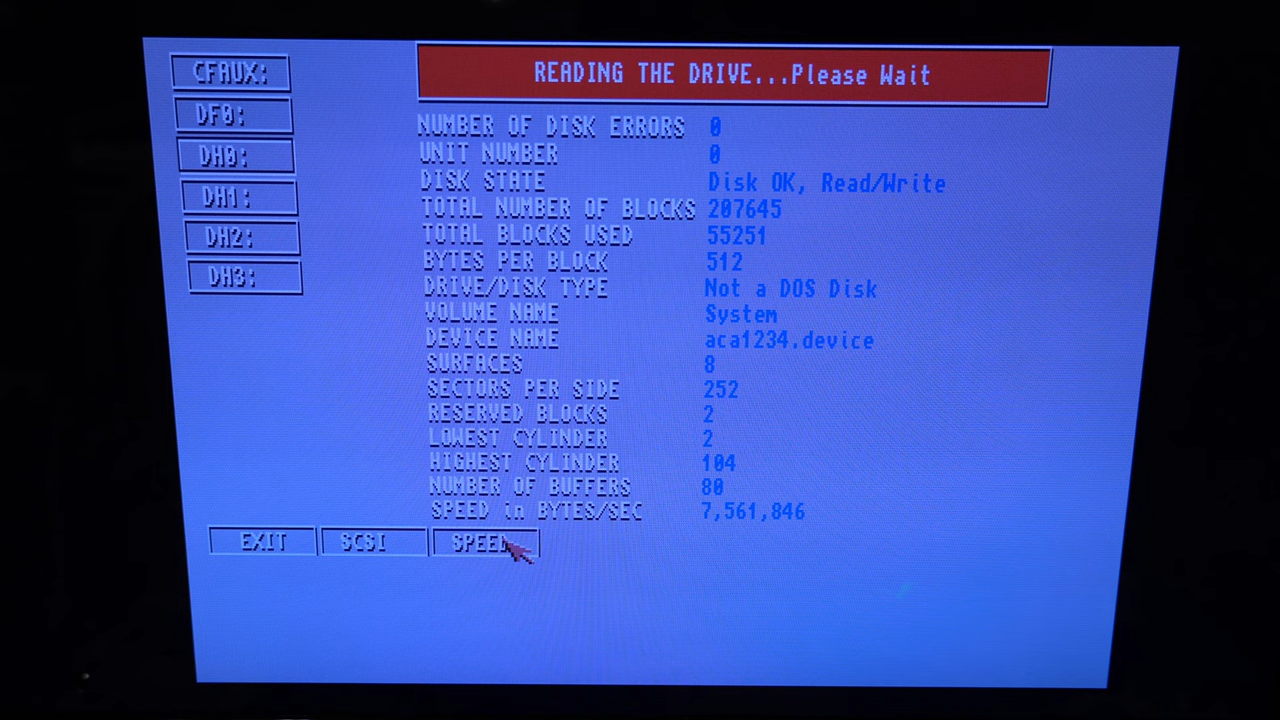 CFAUX:
DF0:
DH0:
DH1:
DH2:
DH3:
READING THE DRIVE...Please Wait
NUMBER OF DISK ERRORS 0
UNIT NUMBER 0
DISK STATE Disk OK, Read/Write
TOTAL NUMBER OF BLOCKS 207645
TOTAL BLOCKS USED 55251
BYTES PER BLOCK 512
DRIVE/DISK TYPE Not a DOS Disk
VOLUME NAME System
DEVICE NAME aca1234.device
SURFACES 8
SECTORS PER SIDE 252
RESERVED BLOCKS 2
LOWEST CYLINDER 2
HIGHEST CYLINDER 104
NUMBER OF BUFFERS 80
SPEED in BYTES/SEC 7,561,846
EXIT SCSI SPEED